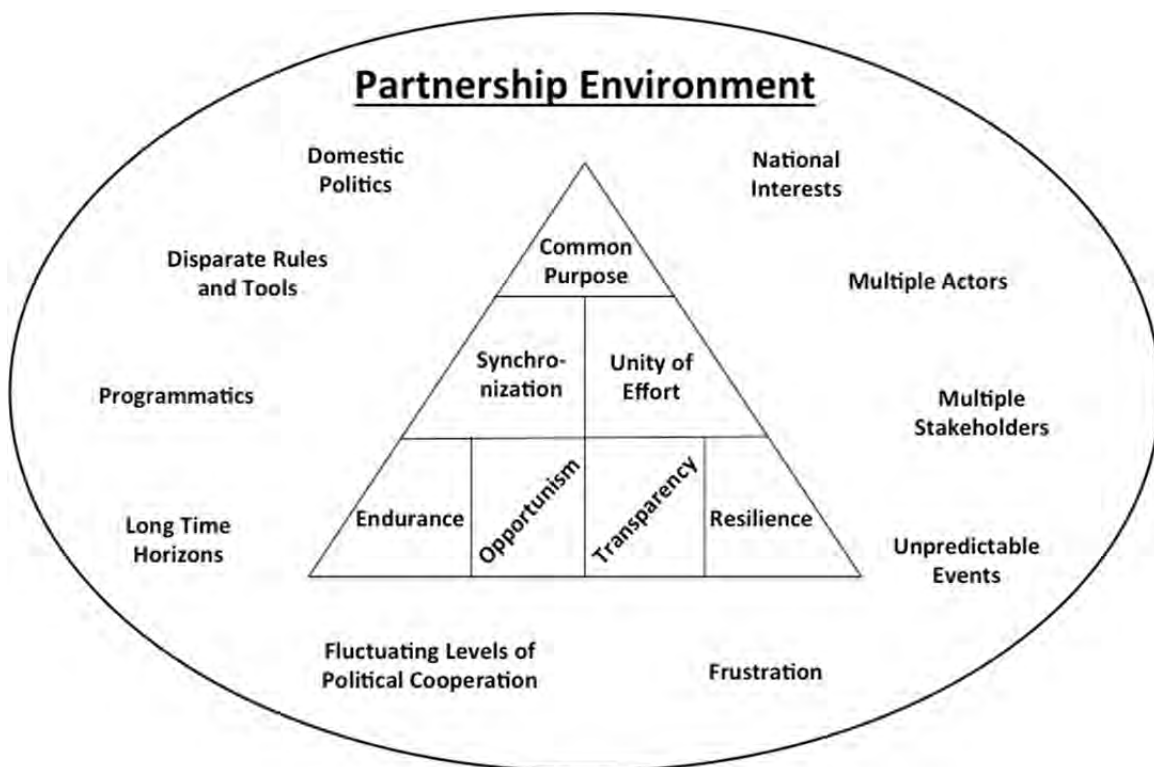 Partnership Environment
Domestic
Politics
National
Interests
Disparate Rules
and Tools
Common
Purpose
Multiple Actors
Synchro-
nization
Unity of
Effort
Programmatics
Multiple
Stakeholders
Endurance
Opportunism
Transparency
Resilience
Long Time
Horizons
Unpredictable
Events
Fluctuating Levels of
Political Cooperation
Frustration